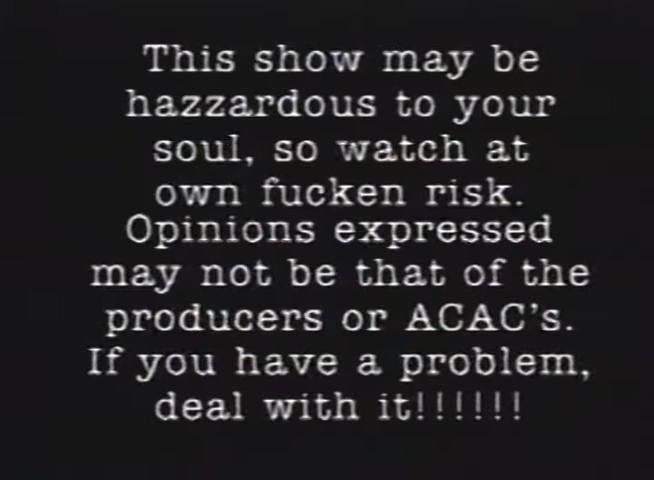 This show may be
hazzardous to your
soul, so watch at
own fucken risk.
Opinions expressed
may not be that of the
producers or ACAC's.
If you have a problem,
deal with it!!!!!!